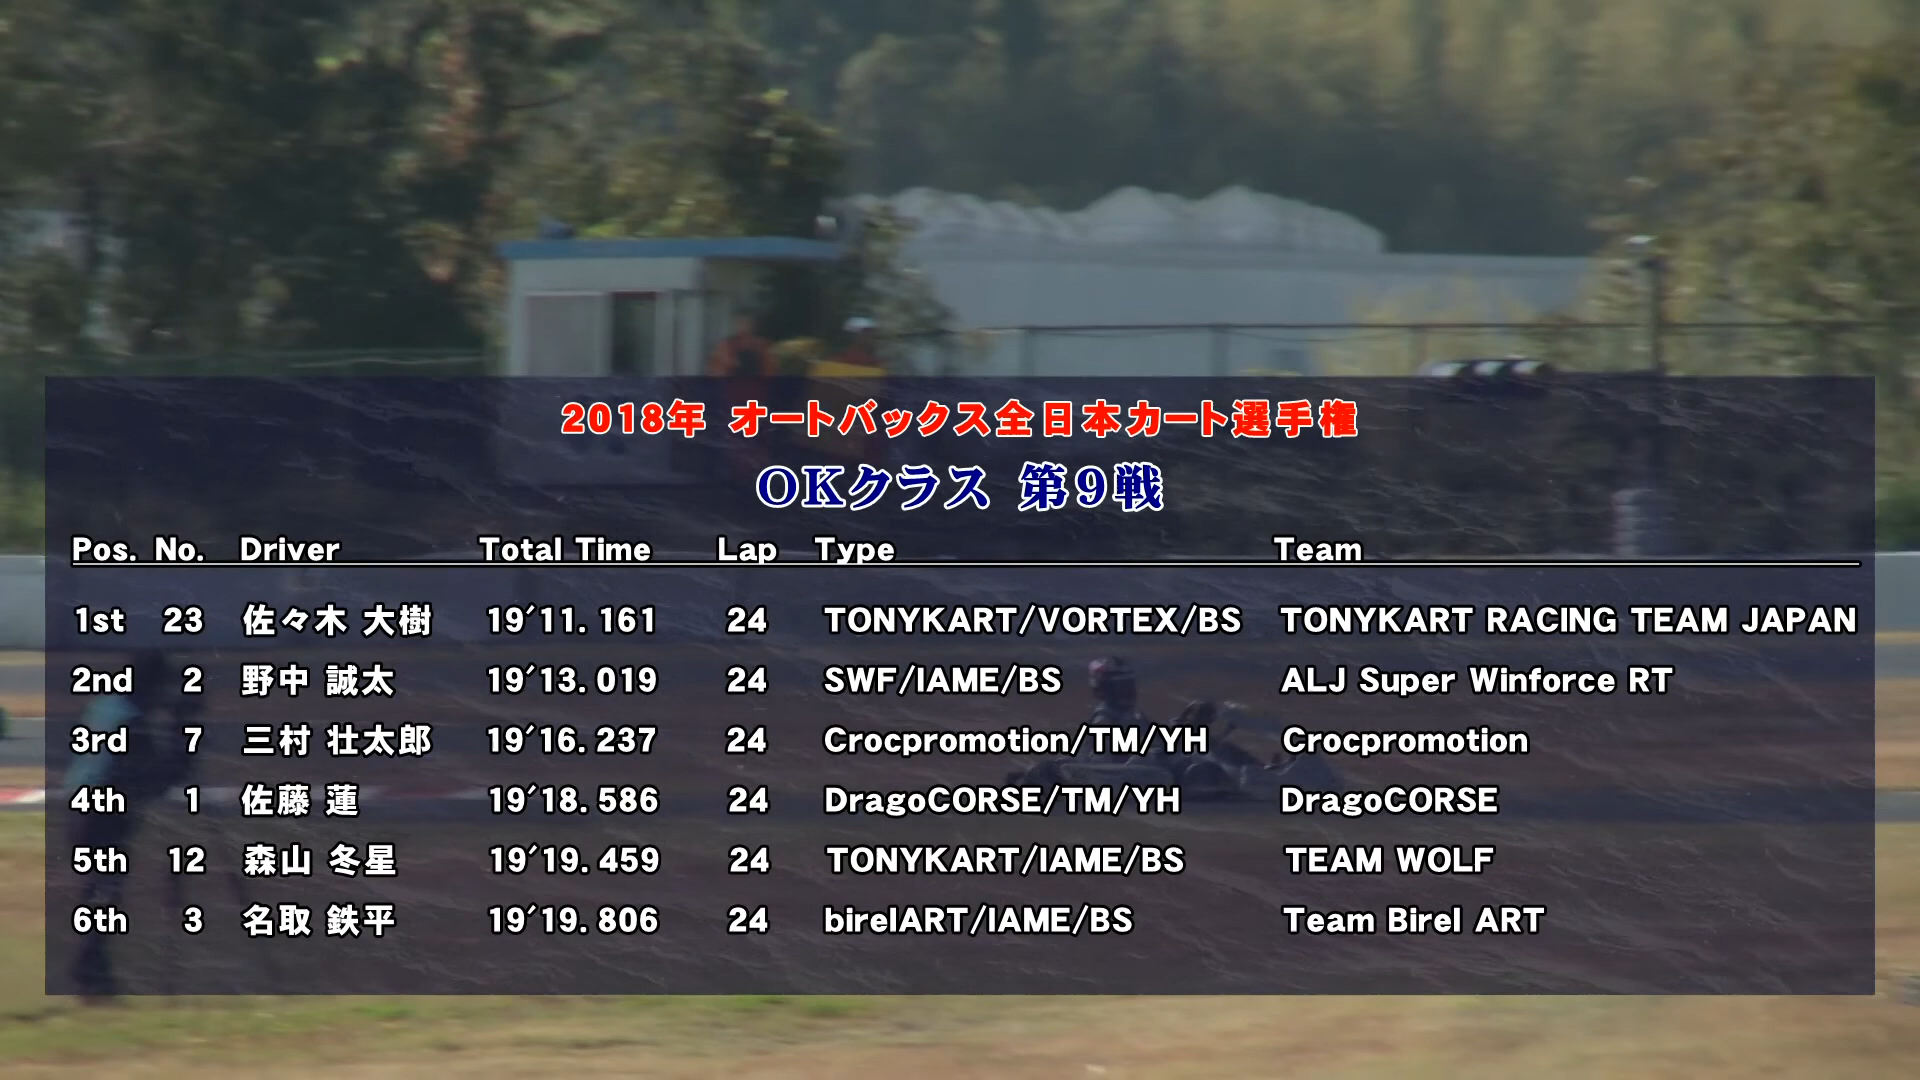 2018年 オートバックス全日本カート選手権
OKクラス 第9戦
Pos. No. Driver Total Time Lap Type Team
1st 23 佐々木 大樹 19'11.161 24 TONYKART/VORTEX/BS TONYKART RACING TEAM JAPAN
2nd 2 野中 誠太 19'13.019 24 SWF/IAME/BS ALJ Super Winforce RT
3rd 7 三村 壮太郎 19'16.237 24 Crocpromotion/TM/YH Crocpromotion
4th 1 佐藤 蓮 19'18.586 24 DragoCORSE/TM/YH DragoCORSE
5th 12 森山 冬星 19'19.459 24 TONYKART/IAME/BS TEAM WOLF
6th 3 名取 鉄平 19'19.806 24 birelART/IAME/BS Team Birel ART